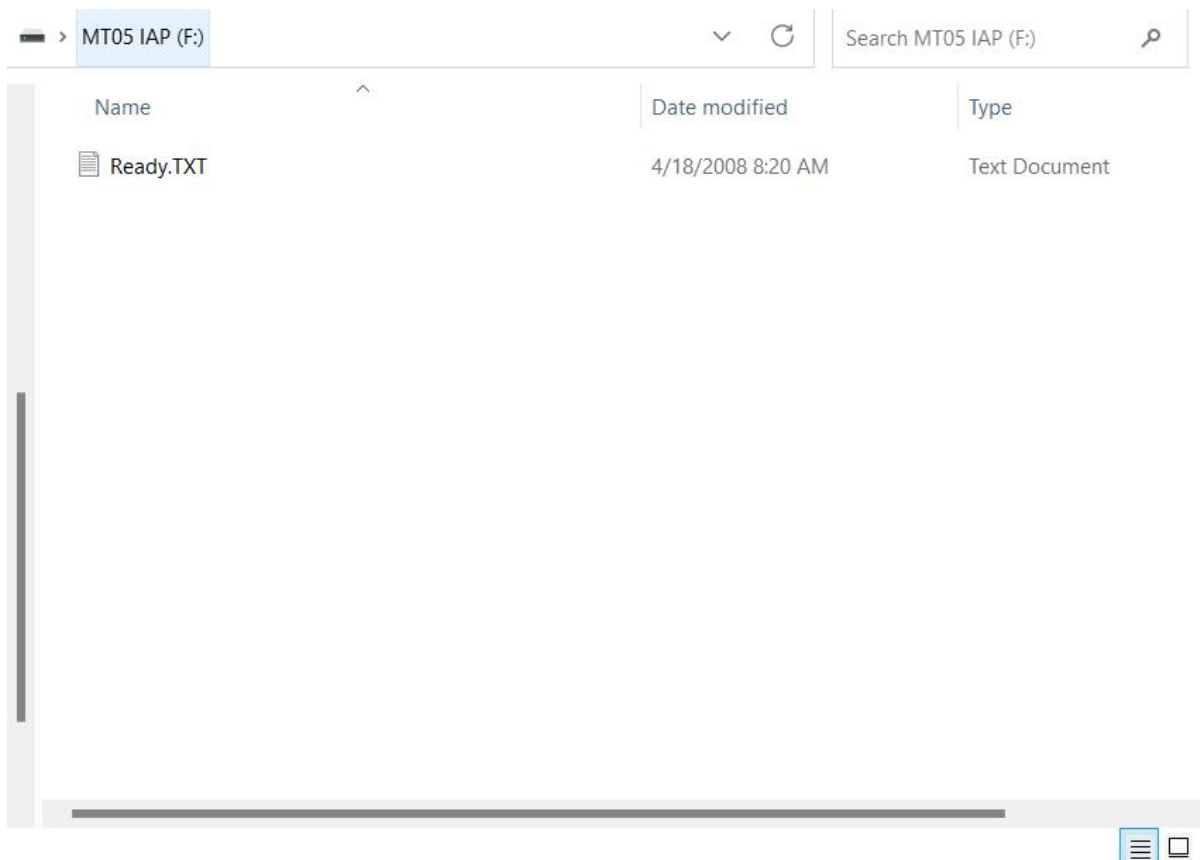 MT05 IAP (F:) Search MT05 IAP (F:)
Name Date modified Type
Ready.TXT 4/18/2008 8:20 AM Text Document